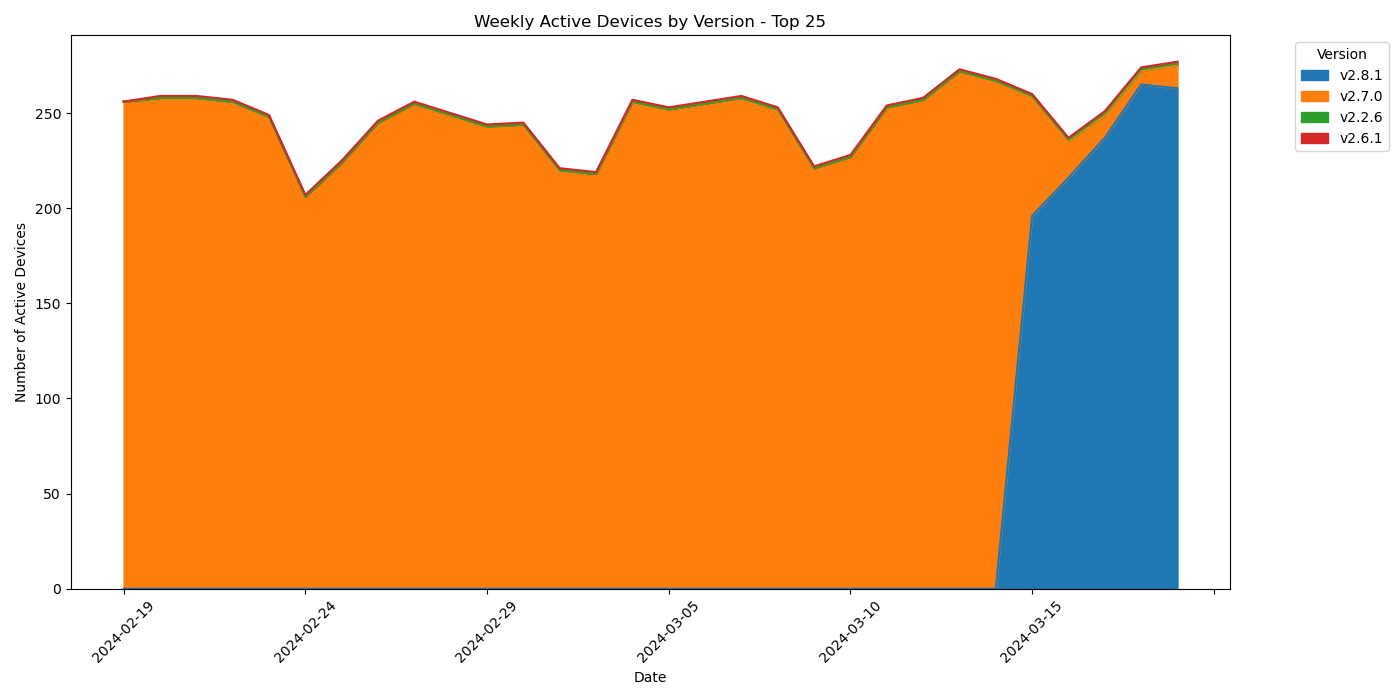 Weekly Active Devices by Version - Top 25
Version
v2.8.1
v2.7.0
v2.2.6
v2.6.1
Number of Active Devices
250
200
150
100
50
0
2024-02-19
2024-02-24
2024-02-29
2024-03-05
2024-03-10
2024-03-15
Date